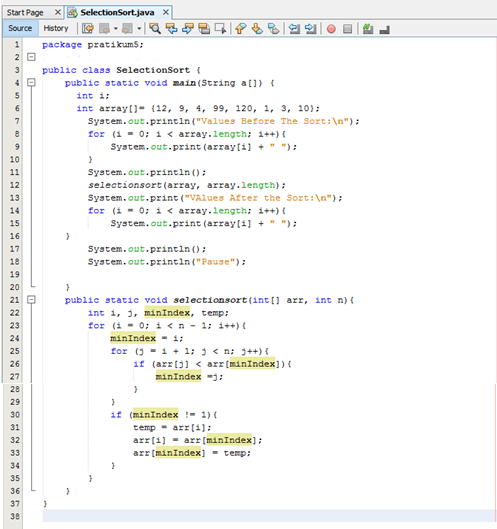 Start Page SelectionSort.java
Source History
1 package pratikum5;
2
3 public class SelectionSort {
4 public static void main(String a[]) {
5 int i;
6 int array[]= {12, 9, 4, 99, 120, 1, 3, 10};
7 System.out.println("Values Before The Sort:\n");
8 for (i = 0; i < array.length; i++){
9 System.out.print(array[i] + " ");
10 }
11 System.out.println();
12 selectionsort(array, array.length);
13 System.out.print("VAlues After the Sort:\n");
14 for (i = 0; i < array.length; i++){
15 System.out.print(array[i] + " ");
16 }
17 System.out.println();
18 System.out.println("Pause");
19
20 }
21 public static void selectionsort(int[] arr, int n){
22 int i, j, minIndex, temp;
23 for (i = 0; i < n - 1; i++){
24 minIndex = i;
25 for (j = i + 1; j < n; j++){
26 if (arr[j] < arr[minIndex]){
27 minIndex =j;
28 }
29 }
30 if (minIndex != 1){
31 temp = arr[i];
32 arr[i] = arr[minIndex];
33 arr[minIndex] = temp;
34 }
35 }
36 }
37 }
38